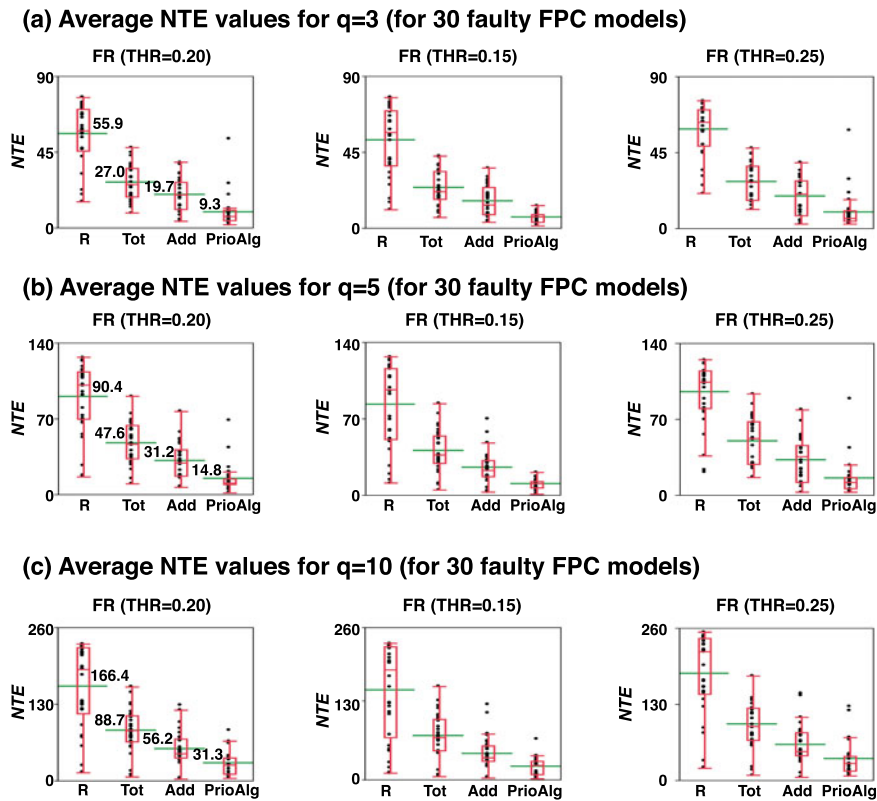 (a) Average NTE values for q=3 (for 30 faulty FPC models)
FR (THR=0.20)
NTE
90
45
0
55.9
27.0
19.7
9.3
R Tot Add PrioAlg
FR (THR=0.15)
NTE
90
45
0
R Tot Add PrioAlg
FR (THR=0.25)
NTE
90
45
0
R Tot Add PrioAlg
(b) Average NTE values for q=5 (for 30 faulty FPC models)
FR (THR=0.20)
NTE
140
70
0
90.4
47.6
31.2
14.8
R Tot Add PrioAlg
FR (THR=0.15)
NTE
140
70
0
R Tot Add PrioAlg
FR (THR=0.25)
NTE
140
70
0
R Tot Add PrioAlg
(c) Average NTE values for q=10 (for 30 faulty FPC models)
FR (THR=0.20)
NTE
260
130
0
166.4
88.7
56.2
31.3
R Tot Add PrioAlg
FR (THR=0.15)
NTE
260
130
0
R Tot Add PrioAlg
FR (THR=0.25)
NTE
260
130
0
R Tot Add PrioAlg